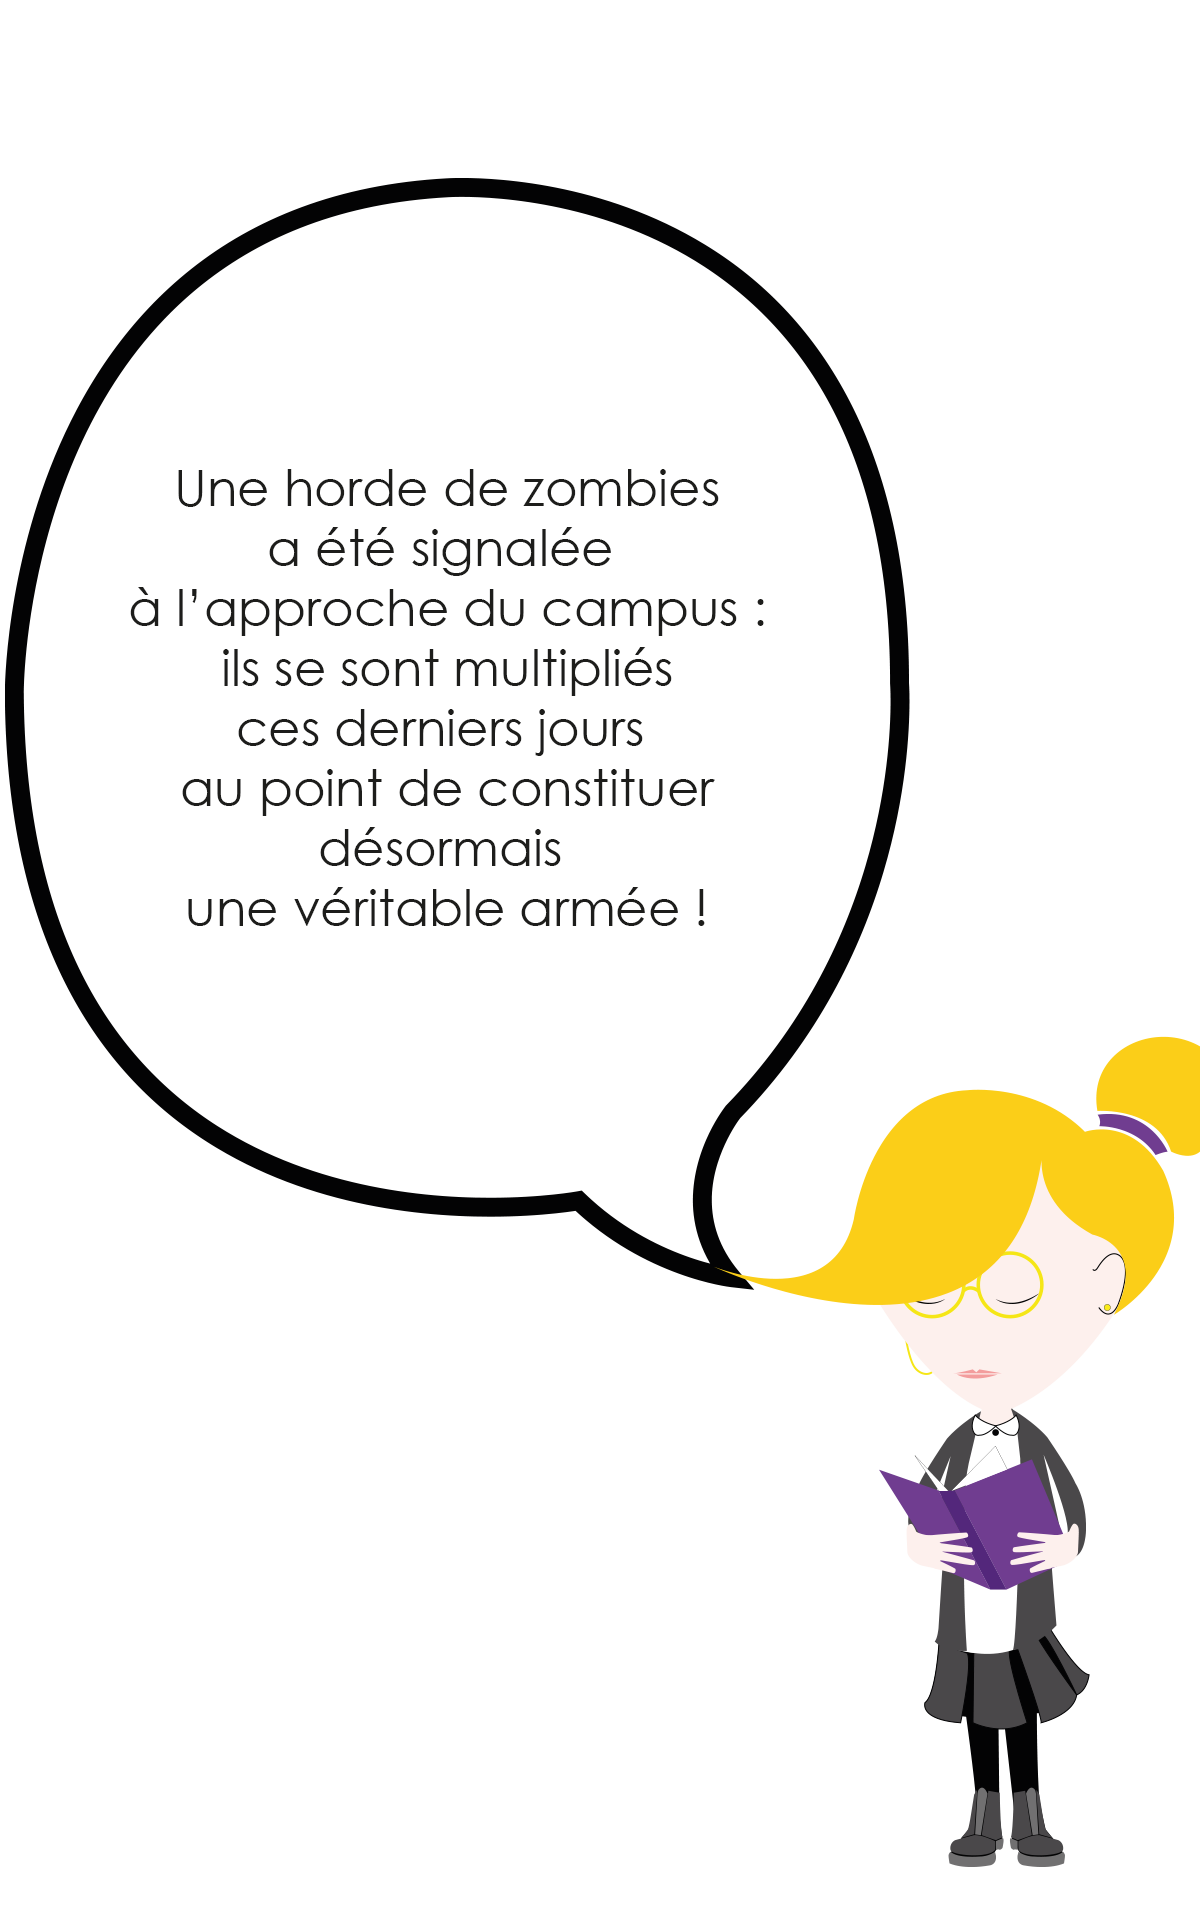 Une horde de zombies
a été signalée
à l’approche du campus :
ils se sont multipliés
ces derniers jours
au point de constituer
désormais
une véritable armée !